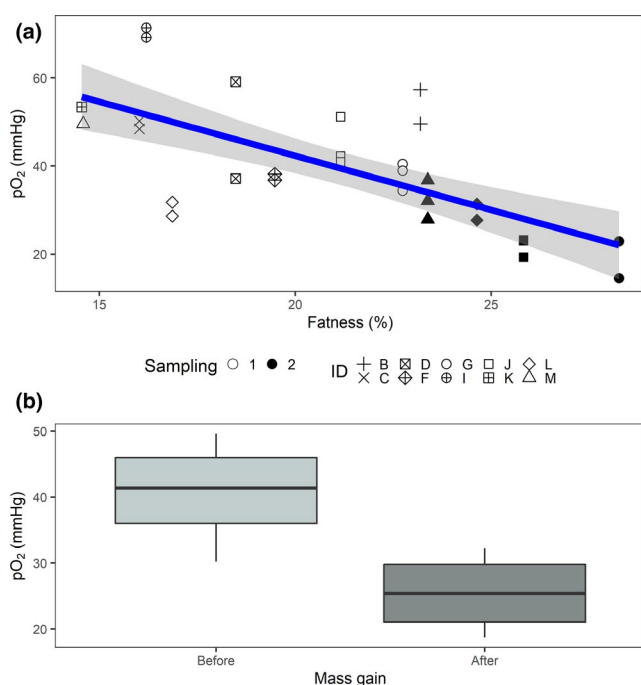 (a)
pO₂ (mmHg)
60
40
20
15 20 25
Fatness (%)
Sampling 1 2
ID B D G J L
C F I K M
(b)
pO₂ (mmHg)
50
40
30
20
Before After
Mass gain